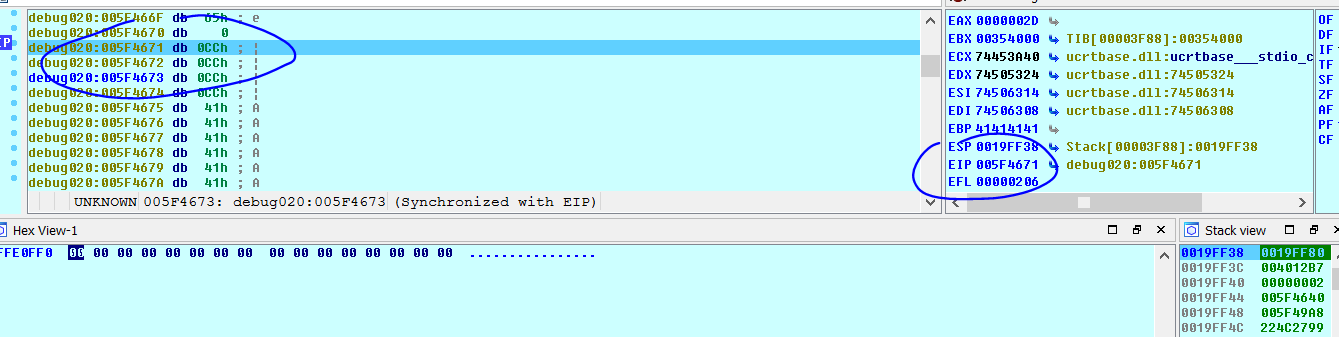 debug020:005F466F db 65h ; e
debug020:005F4670 db 0
debug020:005F4671 db 0CCh ; ¦
debug020:005F4672 db 0CCh ; ¦
debug020:005F4673 db 0CCh ; ¦
debug020:005F4674 db 0CCh ; ¦
debug020:005F4675 db 41h ; A
debug020:005F4676 db 41h ; A
debug020:005F4677 db 41h ; A
debug020:005F4678 db 41h ; A
debug020:005F4679 db 41h ; A
debug020:005F467A db 41h ; A
UNKNOWN 005F4673: debug020:005F4673 (Synchronized with EIP)
IP
EAX 0000002D
EBX 00354000 TIB[00003F88]:00354000
ECX 74453A40 ucrtbase.dll:ucrtbase___stdio_c
EDX 74505324 ucrtbase.dll:74505324
ESI 74506314 ucrtbase.dll:74506314
EDI 74506308 ucrtbase.dll:74506308
EBP 41414141
ESP 0019FF38 Stack[00003F88]:0019FF38
EIP 005F4671 debug020:005F4671
EFL 00000206
OF
DF
IF
TF
SF
ZF
AF
PF
CF
Hex View-1
FFE0FF0 00 00 00 00 00 00 00 00 00 00 00 00 00 00 00 00 ................
Stack view
0019FF38 0019FF80
0019FF3C 004012B7
0019FF40 00000002
0019FF44 005F4640
0019FF48 005F49A8
0019FF4C 224C2799